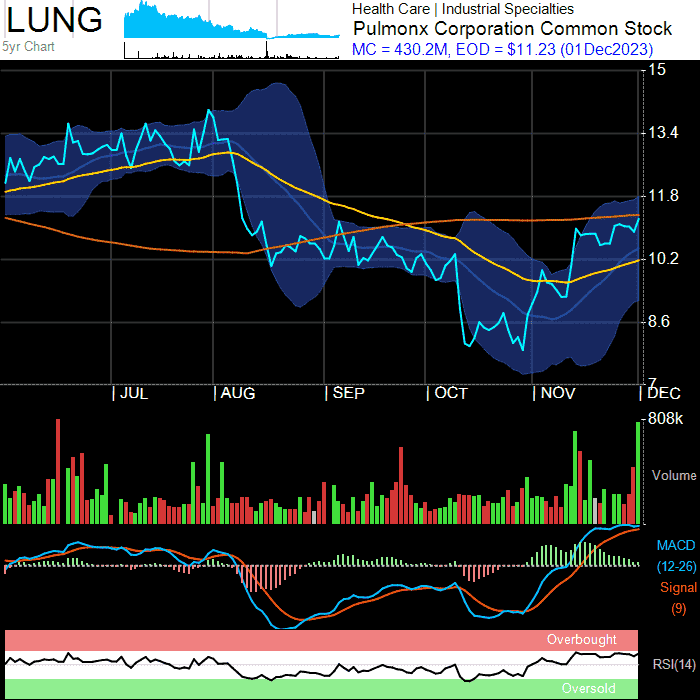 LUNG
5yr Chart
Health Care | Industrial Specialties
Pulmonx Corporation Common Stock
MC = 430.2M, EOD = $11.23 (01Dec2023)
15
13.4
11.8
10.2
8.6
7
| JUL | AUG | SEP | OCT | NOV | DEC
808k
Volume
MACD
(12-26)
Signal
(9)
Overbought
RSI(14)
Oversold